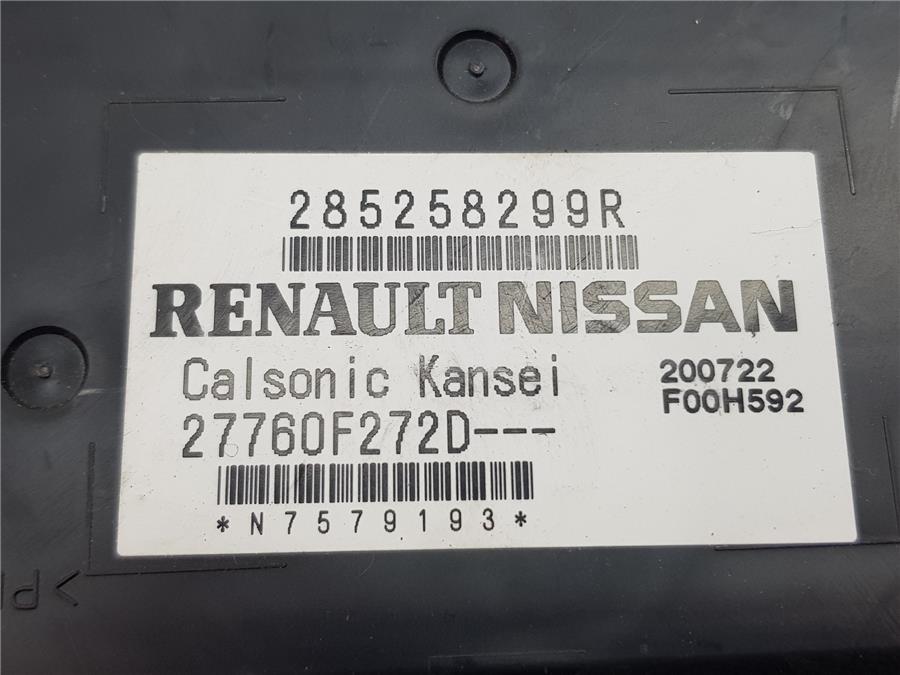 285258299R
RENAULT NISSAN
Calsonic Kansei
200722
F00H592
27760F272D---
*N7579193*